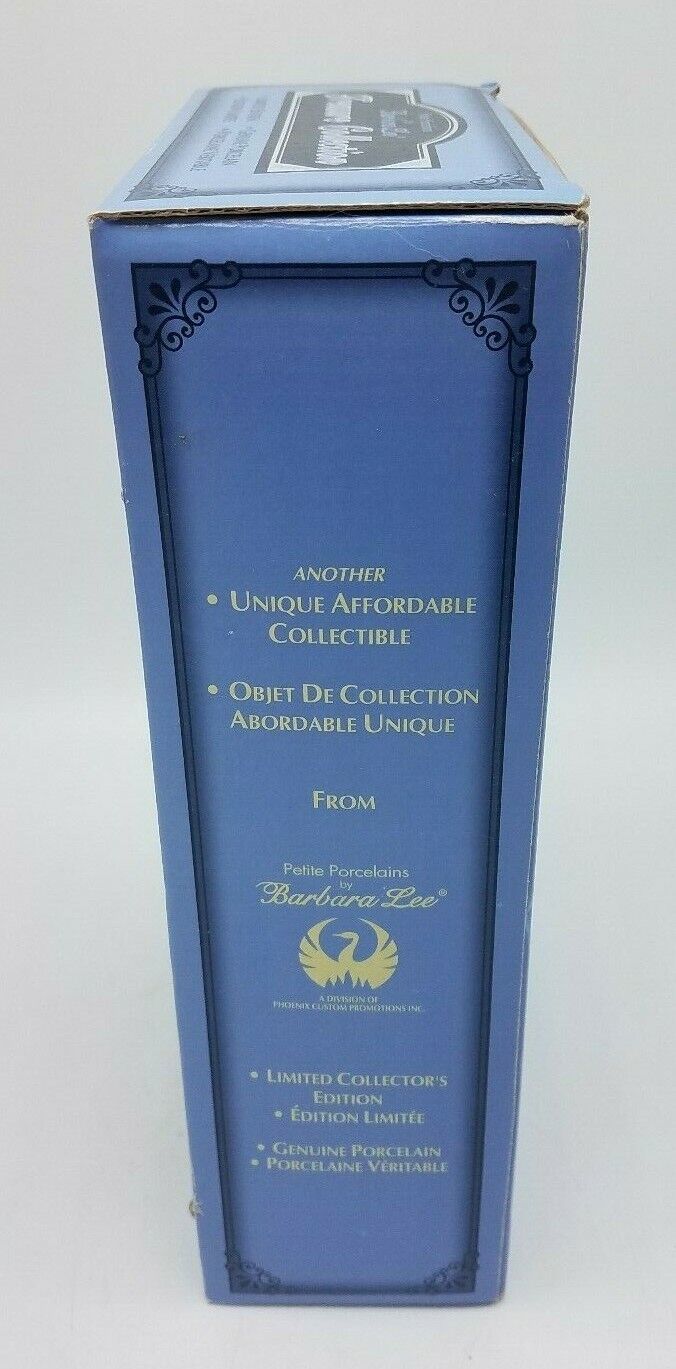 ANOTHER
• UNIQUE AFFORDABLE
COLLECTIBLE
• OBJET DE COLLECTION
ABORDABLE UNIQUE
FROM
Petite Porcelains
by
Barbara Lee®
A DIVISION OF
PHOENIX CUSTOM PROMOTIONS INC.
• LIMITED COLLECTOR'S
EDITION
• ÉDITION LIMITÉE
• GENUINE PORCELAIN
• PORCELAINE VÉRITABLE